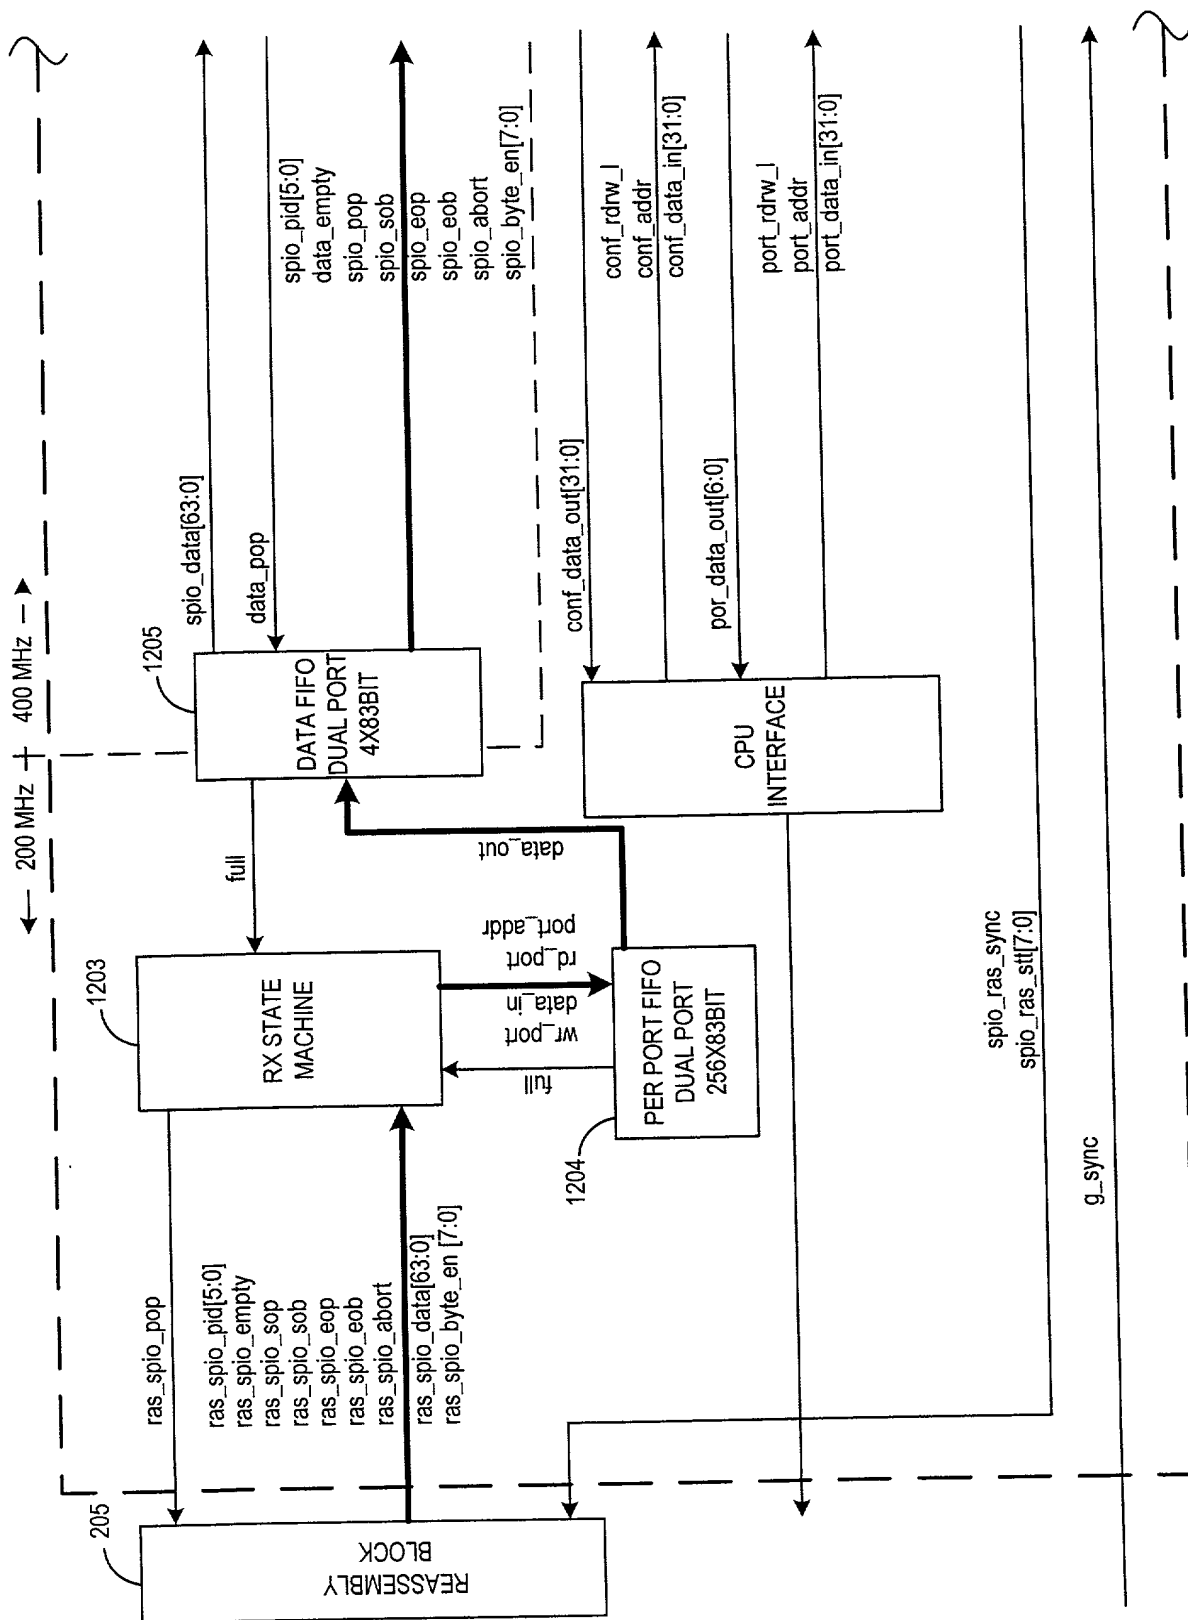 ← 200 MHz
400 MHz →
205
REASSEMBLY
BLOCK
ras_spio_pop
ras_spio_pid[5:0]
ras_spio_empty
ras_spio_sop
ras_spio_sob
ras_spio_eop
ras_spio_eob
ras_spio_abort
ras_spio_data[63:0]
ras_spio_byte_en [7:0]
1203
RX STATE
MACHINE
full
full
wr_port
data_in
rd_port
port_addr
1204
PER PORT FIFO
DUAL PORT
256X83BIT
data_out
1205
DATA FIFO
DUAL PORT
4X83BIT
spio_data[63:0]
data_pop
spio_pid[5:0]
data_empty
spio_pop
spio_sob
spio_eop
spio_eob
spio_abort
spio_byte_en[7:0]
CPU
INTERFACE
conf_data_out[31:0]
conf_rdrw_l
conf_addr
conf_data_in[31:0]
por_data_out[6:0]
port_rdrw_l
port_addr
port_data_in[31:0]
spio_ras_sync
spio_ras_stt[7:0]
g_sync